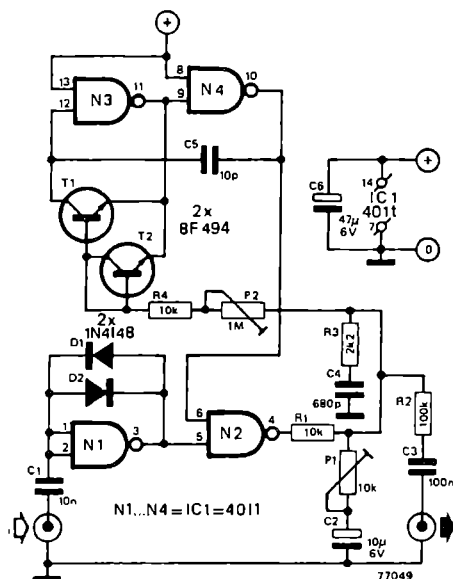 +
13
12
N3
11
8
9
N4
10
C5
10p
T1
T2
2x
8F494
C6
47µ
6V
14
IC1
401t
7
+
0
R4
10k
P2
1M
2x
1N4148
D1
D2
R3
2k2
C4
680p
R2
100k
1
2
N1
3
6
5
N2
4
R1
10k
P1
10k
C1
10n
C3
100n
N1...N4=IC1=4011
C2
10µ
6V
77049